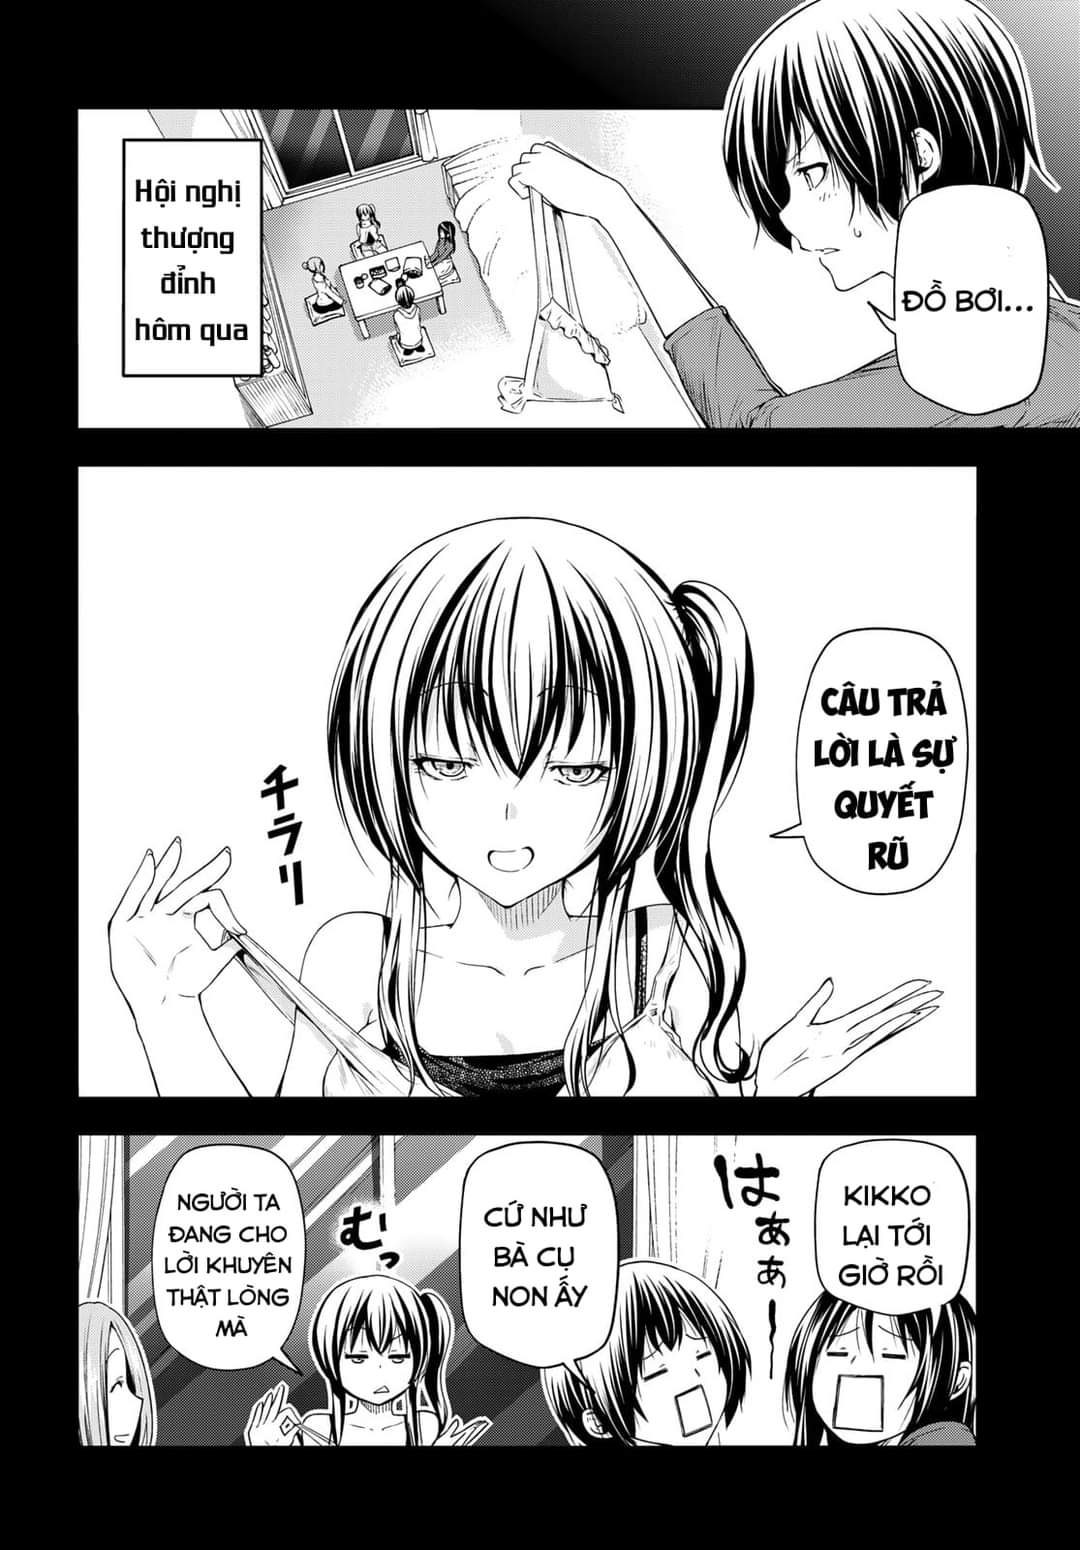 ĐỒ BƠI...
Hội nghị
thượng
đỉnh
hôm qua
CÂU TRẢ
LỜI LÀ SỰ
QUYẾT
RŨ
チラリ
KIKKO
LẠI TỚI
GIỜ RỒI
はぁぁー
CỨ NHƯ
BÀ CỤ
NON ẤY
むっ
NGƯỜI TA
ĐANG CHO
LỜI KHUYÊN
THẬT LÒNG
MÀ